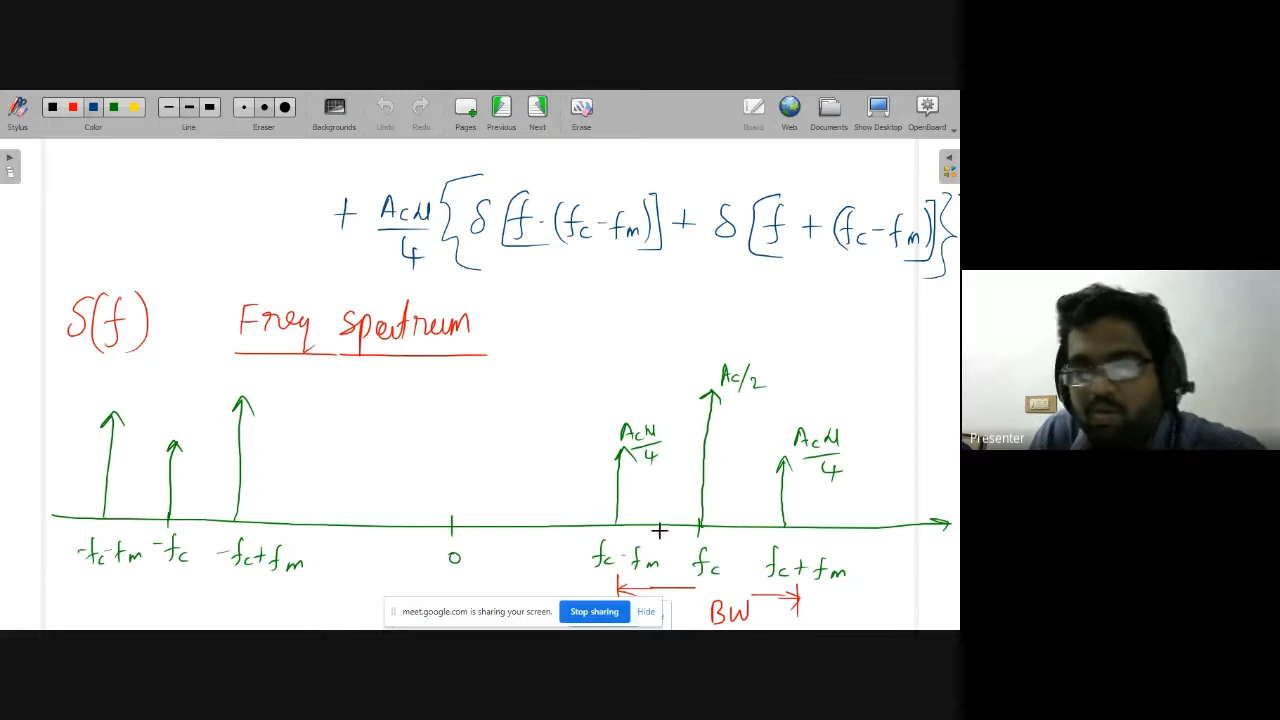 Stylus Color Line Eraser Backgrounds Undo Redo Pages Previous Next Erase Board Web Documents Show Desktop OpenBoard
+ AcM/4 { δ [f - (fc - fm)] + δ [f + (fc - fm)] }
S(f) Freq spectrum
Ac/2
AcM/4 AcM/4
Presenter
-fc-fm -fc -fc+fm 0 fc-fm fc fc+fm
meet.google.com is sharing your screen. Stop sharing Hide
BW